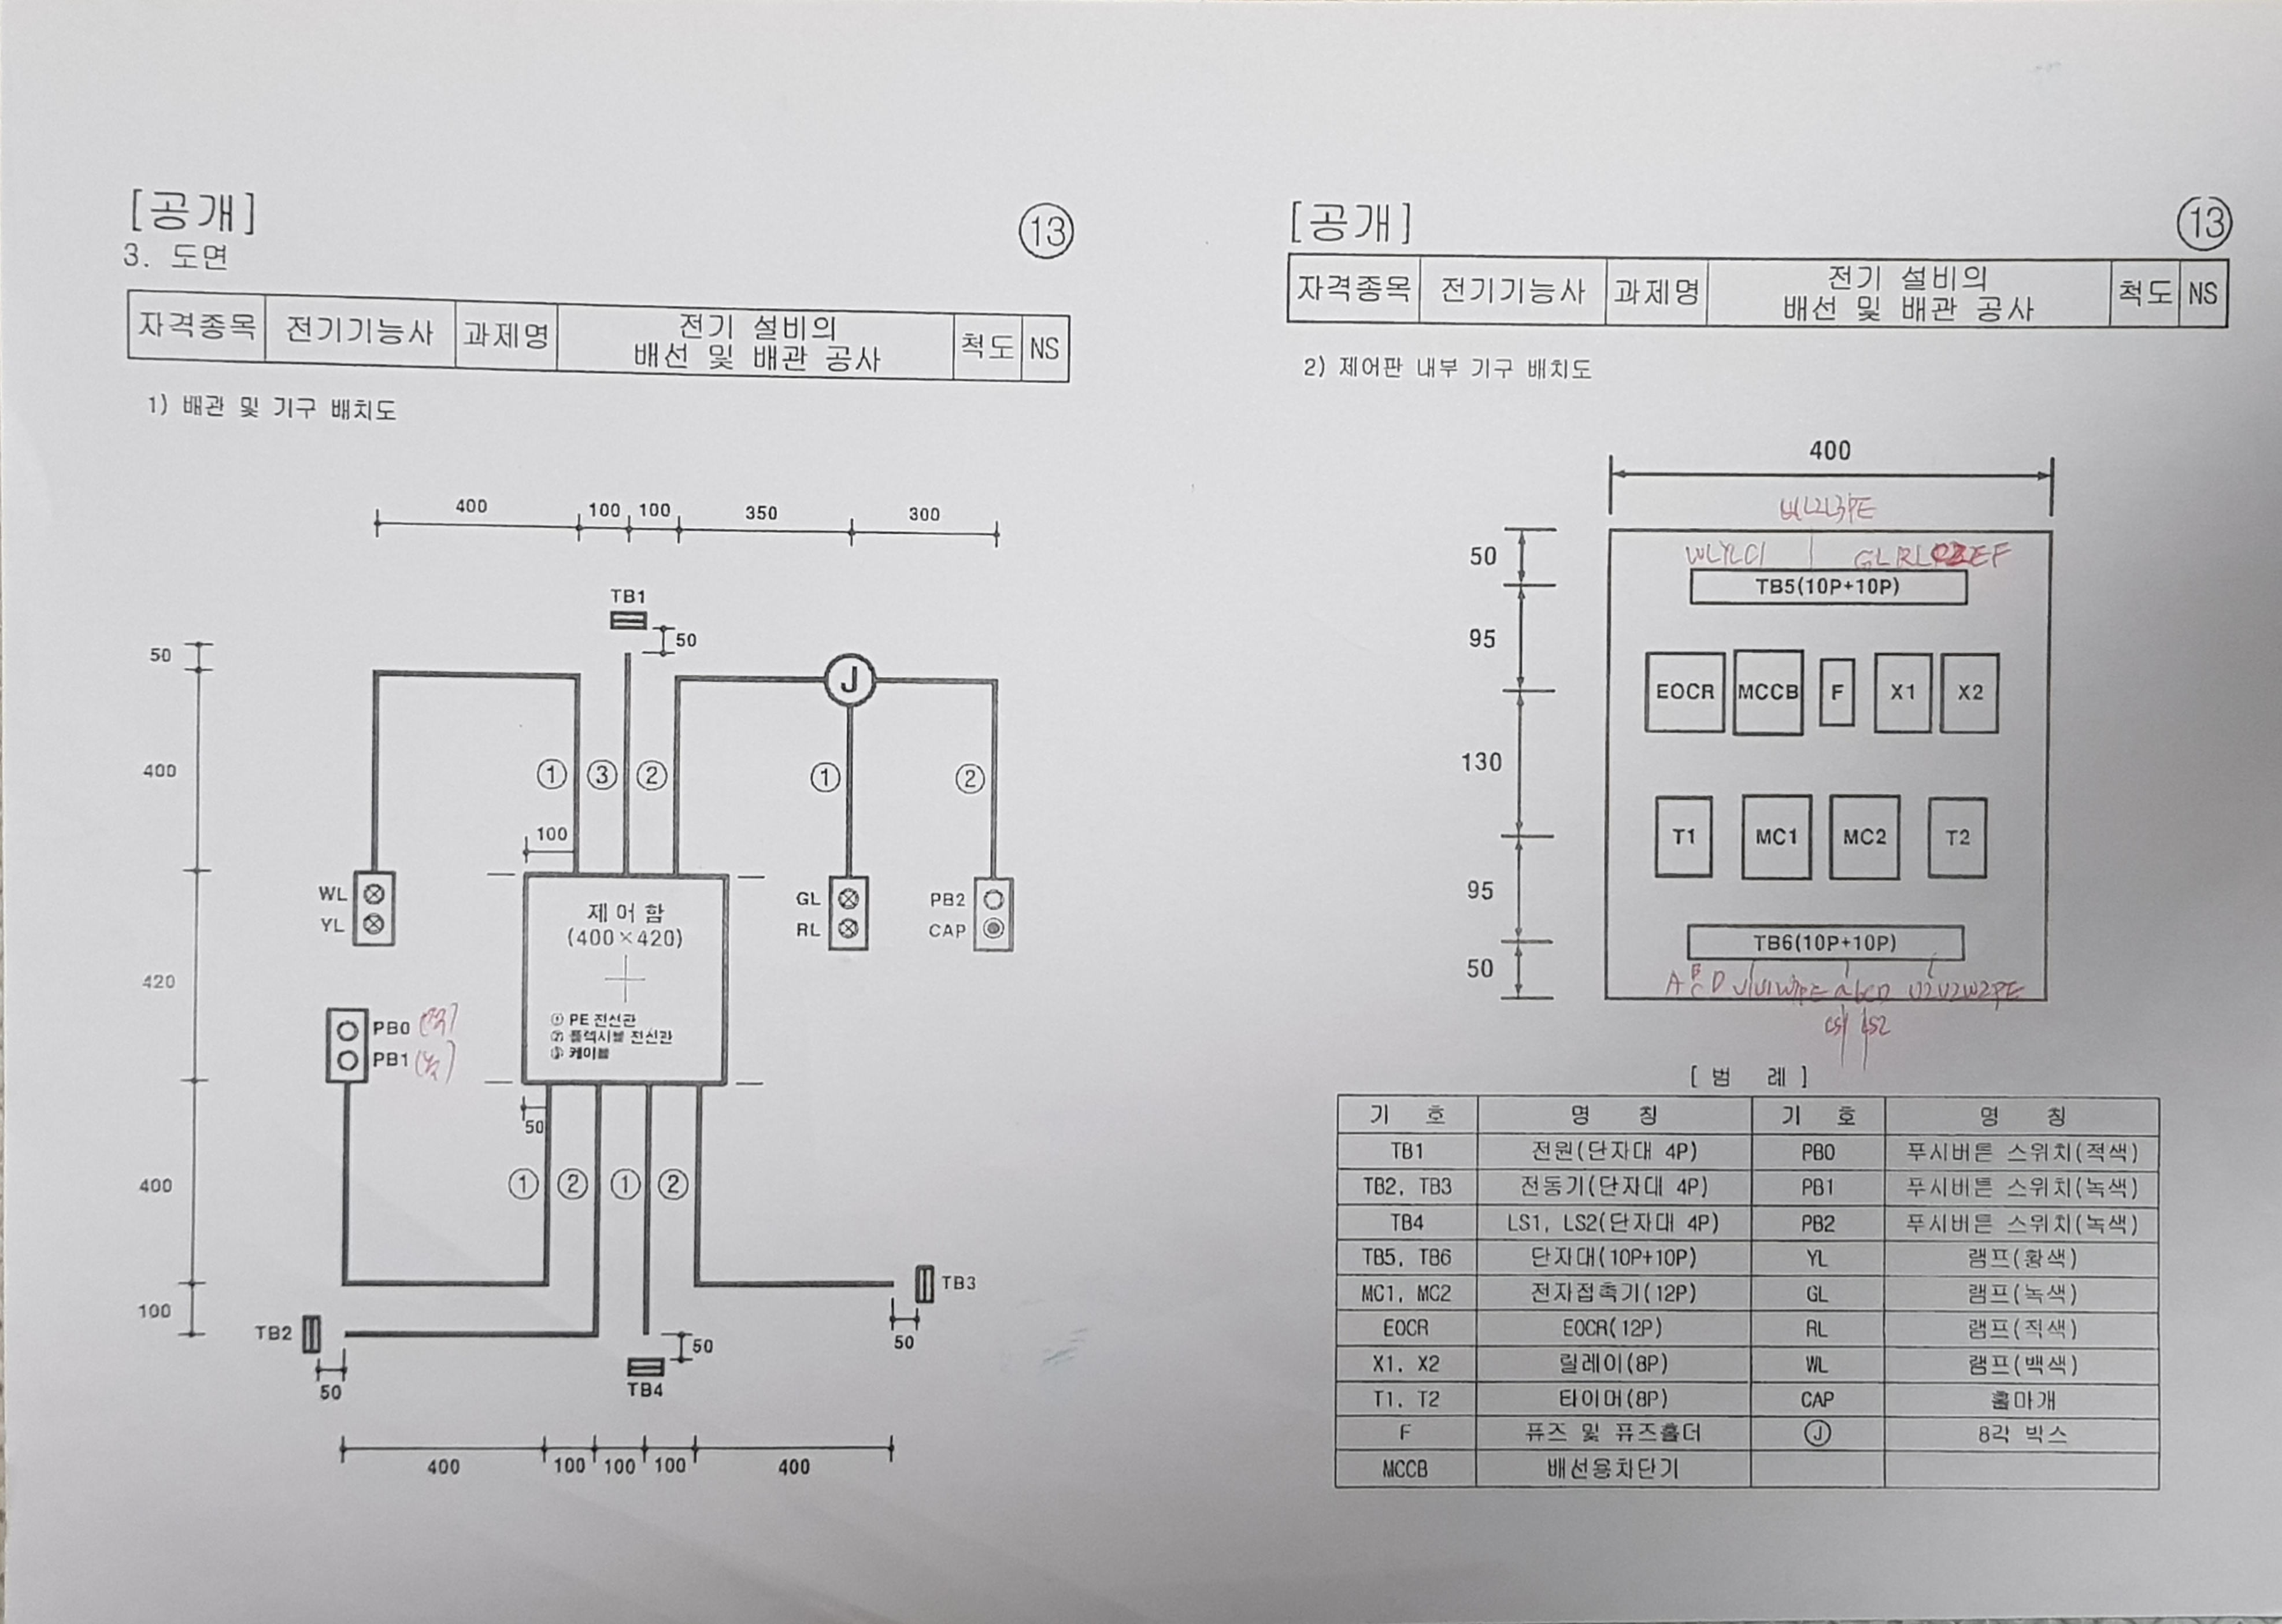 [공개]
⑬
3. 도면
자격종목 전기기능사 과제명 전기 설비의 배선 및 배관 공사 척도 NS
1) 배관 및 기구 배치도
400 100 100 350 300
TB1
50
50
J
400
① ③ ② ① ②
100
WL
YL
GL
RL
PB2
CAP
제어함
(400×420)
420
PB0
PB1
① PE 전선관
② 플렉시블 전선관
③ 케이블
50
400
① ② ① ②
100
TB3
50
TB2
50
50
TB4
400 100 100 100 400
[공개]
⑬
자격종목 전기기능사 과제명 전기 설비의 배선 및 배관 공사 척도 NS
2) 제어판 내부 기구 배치도
400
L1L2L3PE
50
WLYLC1
TB5(10P+10P)
95
EOCR MCCB F X1 X2
130
T1 MC1 MC2 T2
95
TB6(10P+10P)
50
U2V2W2PE
LS2
[ 범 례 ]
기 호 명 칭 기 호 명 칭
TB1 전원(단자대 4P) PB0 푸시버튼 스위치(적색)
TB2, TB3 전동기(단자대 4P) PB1 푸시버튼 스위치(녹색)
TB4 LS1, LS2(단자대 4P) PB2 푸시버튼 스위치(녹색)
TB5, TB6 단자대(10P+10P) YL 램프(황색)
MC1, MC2 전자접촉기(12P) GL 램프(녹색)
EOCR EOCR(12P) RL 램프(적색)
X1, X2 릴레이(8P) WL 램프(백색)
T1, T2 타이머(8P) CAP 홀마개
F 퓨즈 및 퓨즈홀더 Ⓙ 8각 박스
MCCB 배선용차단기